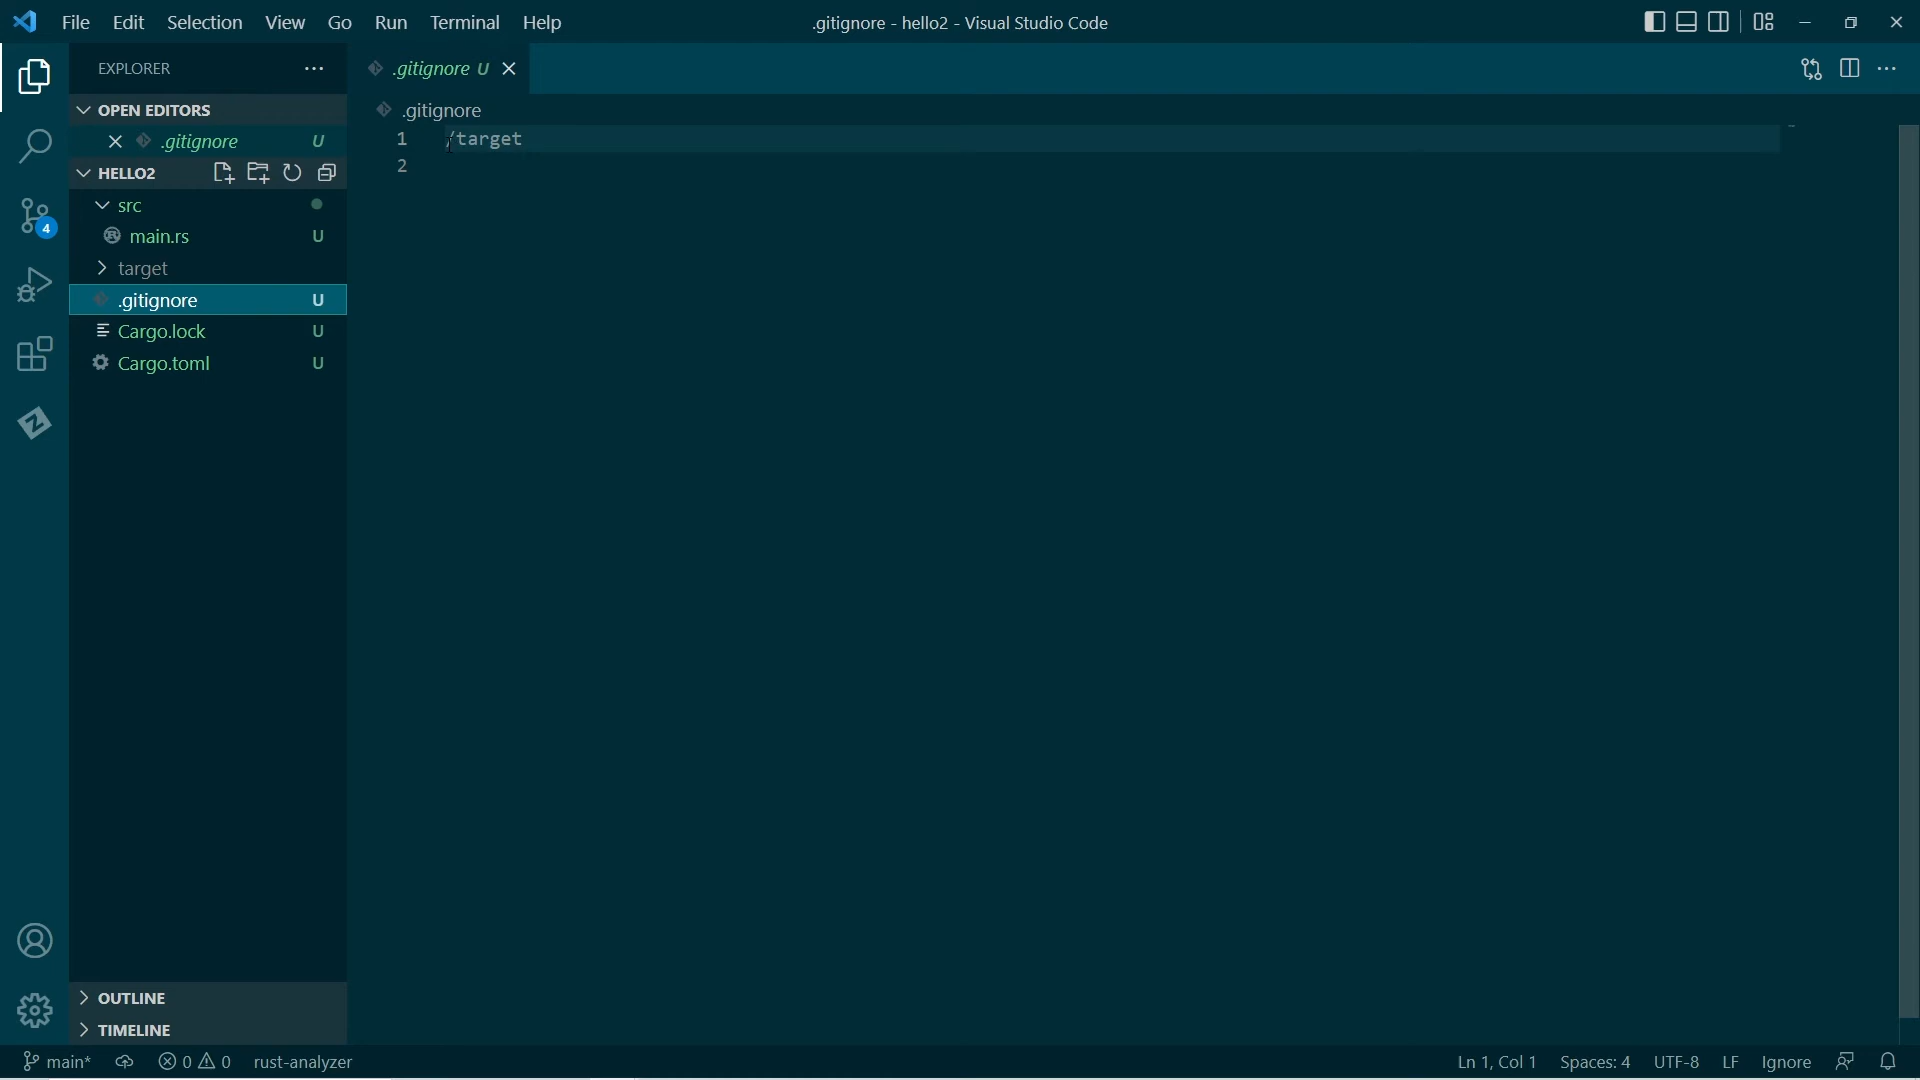 File Edit Selection View Go Run Terminal Help
.gitignore - hello2 - Visual Studio Code
EXPLORER
OPEN EDITORS
.gitignore U
HELLO2
src
main.rs U
target
.gitignore U
Cargo.lock U
Cargo.toml U
OUTLINE
TIMELINE
.gitignore U
.gitignore
1 /target
2
4
main* 0 0 rust-analyzer
Ln 1, Col 1 Spaces: 4 UTF-8 LF Ignore